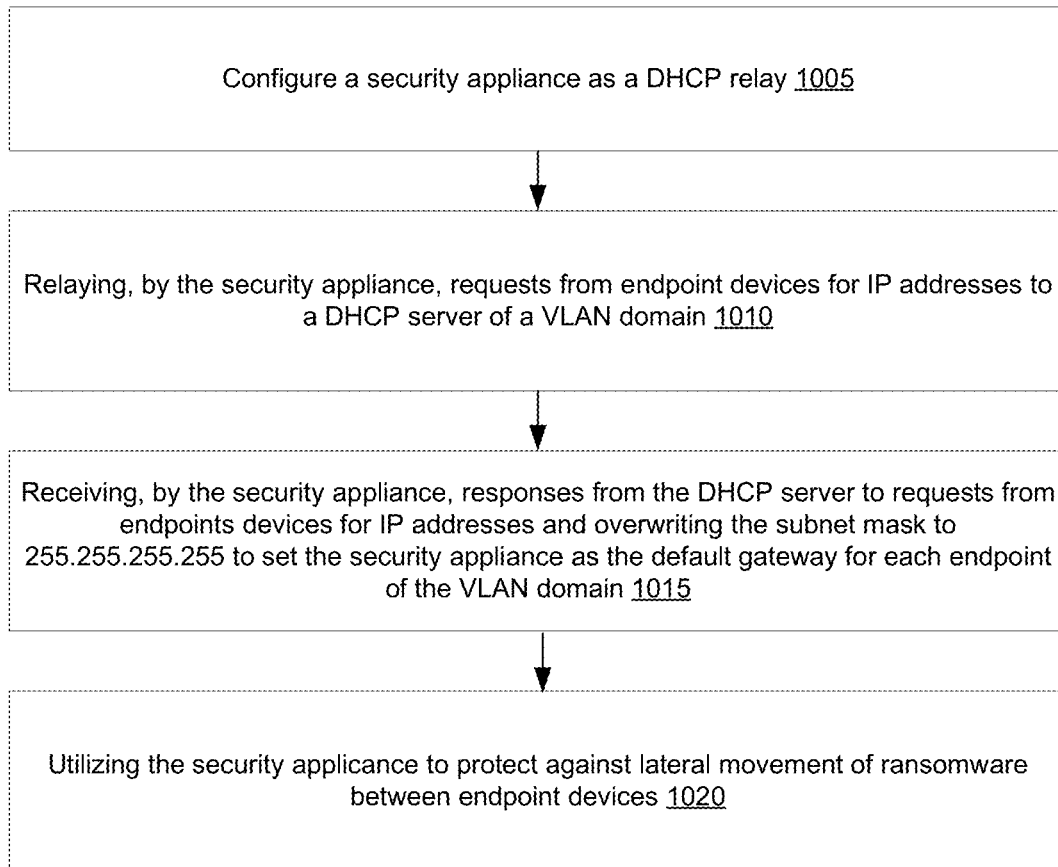 Configure a security appliance as a DHCP relay 1005
Relaying, by the security appliance, requests from endpoint devices for IP addresses to
a DHCP server of a VLAN domain 1010
Receiving, by the security appliance, responses from the DHCP server to requests from
endpoints devices for IP addresses and overwriting the subnet mask to
255.255.255.255 to set the security appliance as the default gateway for each endpoint
of the VLAN domain 1015
Utilizing the security applicance to protect against lateral movement of ransomware
between endpoint devices 1020